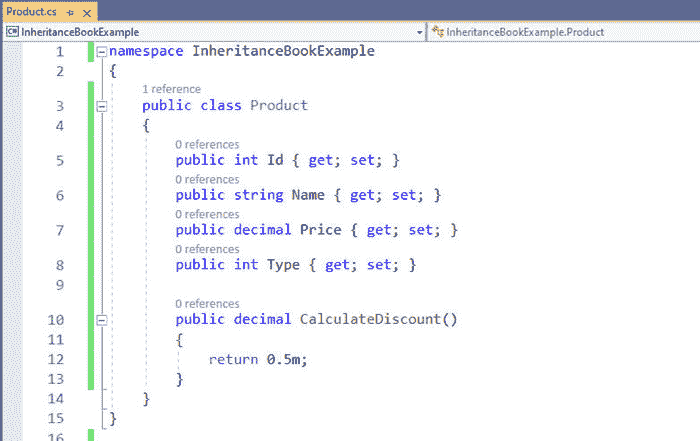 Product.cs
InheritanceBookExample InheritanceBookExample.Product
1 namespace InheritanceBookExample
2 {
1 reference
3 public class Product
4 {
0 references
5 public int Id { get; set; }
0 references
6 public string Name { get; set; }
0 references
7 public decimal Price { get; set; }
0 references
8 public int Type { get; set; }
9
0 references
10 public decimal CalculateDiscount()
11 {
12 return 0.5m;
13 }
14 }
15 }
16